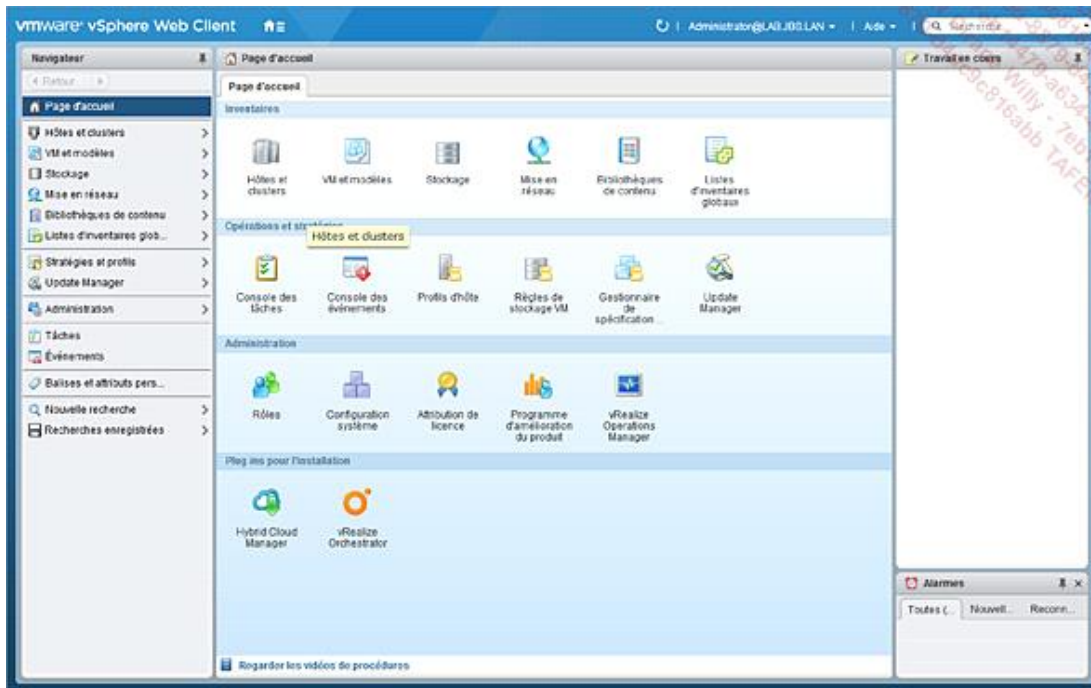 vmware® vSphere Web Client
Administrator@LAB.JBG.LAN
Aide
Recherche
Navigateur
Retour
Page d'accueil
Hôtes et clusters
VM et modèles
Stockage
Mise en réseau
Bibliothèques de contenu
Listes d'inventaires glob...
Stratégies et profils
Update Manager
Administration
Tâches
Événements
Balises et attributs pers...
Nouvelle recherche
Recherches enregistrées
Page d'accueil
Page d'accueil
Inventaires
Hôtes et
clusters
VM et modèles
Stockage
Mise en
réseau
Bibliothèques
de contenu
Listes
d'inventaires
globaux
Opérations et stratégies
Hôtes et clusters
Console des
tâches
Console des
événements
Profils d'hôte
Règles de
stockage VM
Gestionnaire
de
spécification...
Update
Manager
Administration
Rôles
Configuration
système
Attribution de
licence
Programme
d'amélioration
du produit
vRealize
Operations
Manager
Plug-ins pour l'installation
Hybrid Cloud
Manager
vRealize
Orchestrator
Regarder les vidéos de procédures
Travail en cours
Alarmes
Toutes (...
Nouvell...
Reconn...
Willy